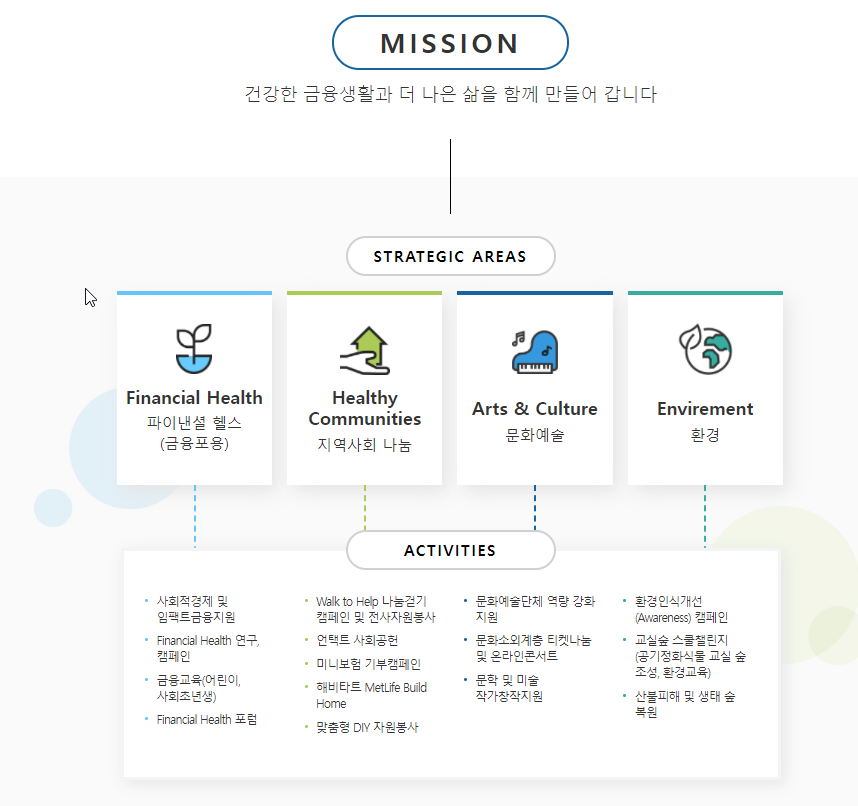 MISSION
건강한 금융생활과 더 나은 삶을 함께 만들어 갑니다
STRATEGIC AREAS
Financial Health
파이낸셜 헬스
(금융포용)
Healthy
Communities
지역사회 나눔
Arts & Culture
문화예술
Envirement
환경
ACTIVITIES
사회적경제 및
임팩트금융지원
Financial Health 연구,
캠페인
금융교육(어린이,
사회초년생)
Financial Health 포럼
Walk to Help 나눔걷기
캠페인 및 전사자원봉사
언택트 사회공헌
미니보험 기부캠페인
해비타트 MetLife Build
Home
맞춤형 DIY 자원봉사
문화예술단체 역량 강화
지원
문화소외계층 티켓나눔
및 온라인콘서트
문학 및 미술
작가창작지원
환경인식개선
(Awareness) 캠페인
교실숲 스쿨챌린지
(공기정화식물 교실 숲
조성, 환경교육)
산불피해 및 생태 숲
복원